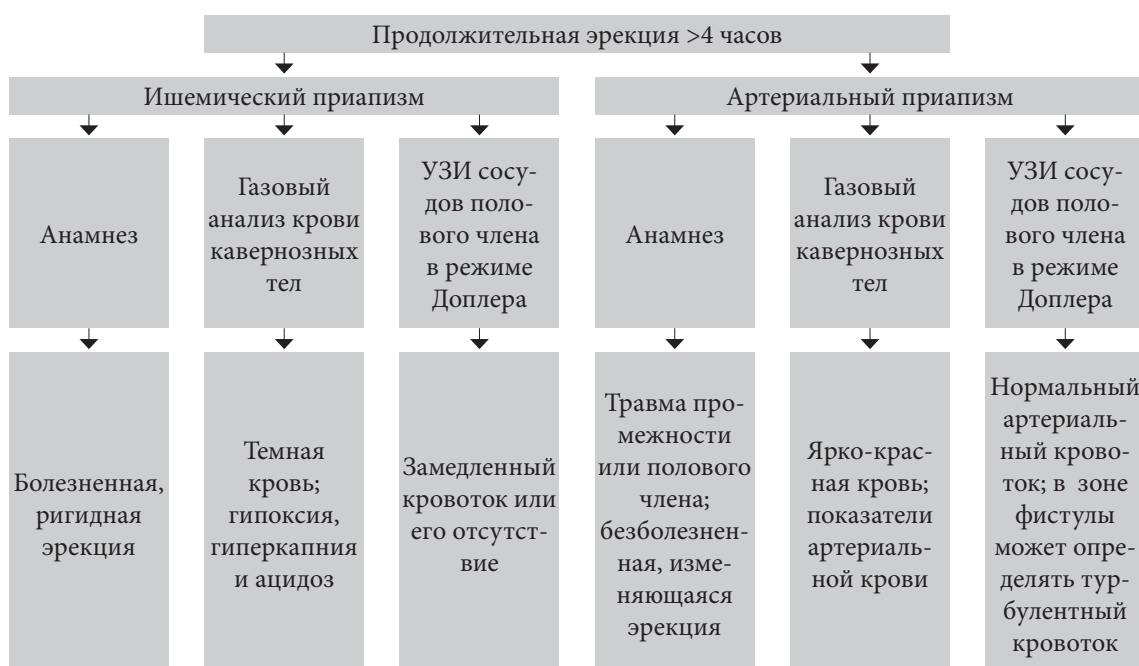 Продолжительная эрекция >4 часов
Ишемический приапизм
Артериальный приапизм
Анамнез
Газовый
анализ крови
кавернозных
тел
УЗИ сосу-
дов поло-
вого члена
в режиме
Доплера
Анамнез
Газовый
анализ крови
кавернозных
тел
УЗИ сосу-
дов поло-
вого члена
в режиме
Доплера
Болезненная,
ригидная
эрекция
Темная
кровь;
гипоксия,
гиперкапния
и ацидоз
Замедленный
кровоток или
его отсутст-
вие
Травма про-
межности
или полового
члена;
безболезнен-
ная, изме-
няющаяся
эрекция
Ярко-крас-
ная кровь;
показатели
артериаль-
ной крови
Нормальный
артериаль-
ный крово-
ток; в зоне
фистулы
может опре-
делять тур-
булентный
кровоток